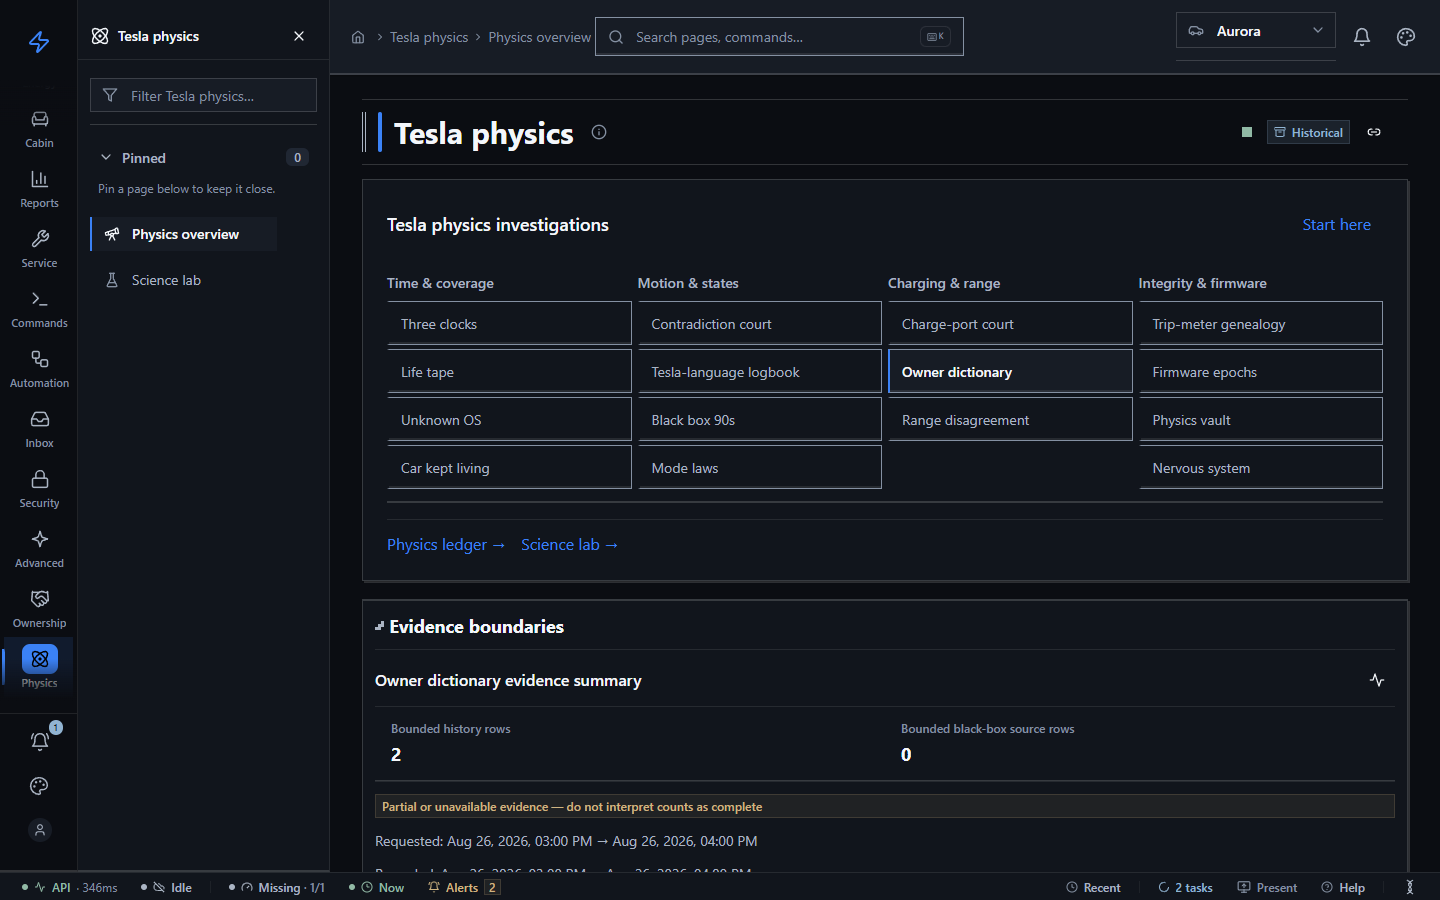 Tesla physics
Tesla physics
Physics overview
Search pages, commands...
K
Aurora
Filter Tesla physics...
Pinned
0
Pin a page below to keep it close.
Physics overview
Science lab
Cabin
Reports
Service
Commands
Automation
Inbox
Security
Advanced
Ownership
Physics
1
Tesla physics
Historical
Tesla physics investigations
Start here
Time & coverage
Three clocks
Life tape
Unknown OS
Car kept living
Motion & states
Contradiction court
Tesla-language logbook
Black box 90s
Mode laws
Charging & range
Charge-port court
Owner dictionary
Range disagreement
Integrity & firmware
Trip-meter genealogy
Firmware epochs
Physics vault
Nervous system
Physics ledger →
Science lab →
Evidence boundaries
Owner dictionary evidence summary
Bounded history rows
2
Bounded black-box source rows
0
Partial or unavailable evidence — do not interpret counts as complete
Requested: Aug 26, 2026, 03:00 PM → Aug 26, 2026, 04:00 PM
API · 346ms
Idle
Missing · 1/1
Now
Alerts 2
Recent
2 tasks
Present
Help